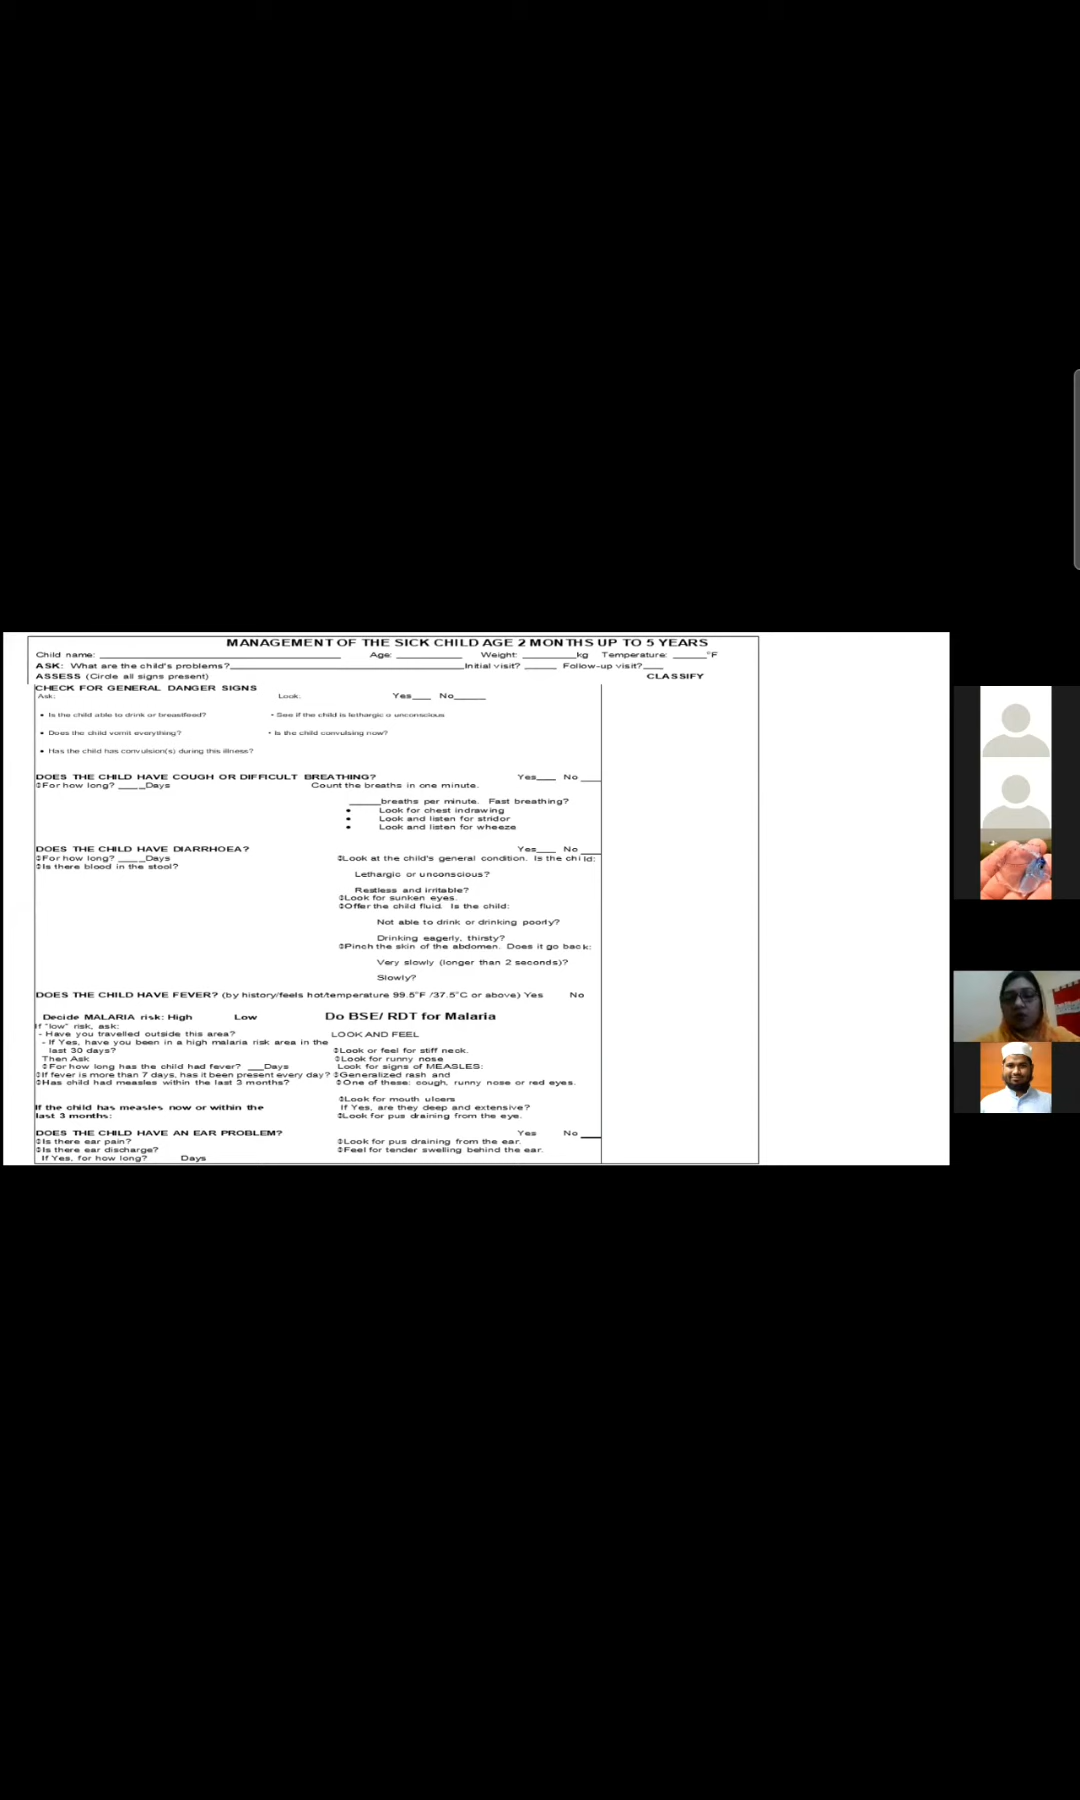 MANAGEMENT OF THE SICK CHILD AGE 2 MONTHS UP TO 5 YEARS
Child name: ____ Age: ____ Weight: ____kg Temperature: ____°F
ASK: What are the child's problems?____Initial visit? ____ Follow-up visit?____
ASSESS (Circle all signs present) CLASSIFY
CHECK FOR GENERAL DANGER SIGNS
Ask: Look: Yes___ No____
• Is the child able to drink or breastfeed? • See if the child is lethargic o unconscious
• Does the child vomit everything? • Is the child convulsing now?
• Has the child has convulsion(s) during this illness?
DOES THE CHILD HAVE COUGH OR DIFFICULT BREATHING? Yes___ No ___
For how long? ____Days Count the breaths in one minute.
____breaths per minute. Fast breathing?
• Look for chest indrawing
• Look and listen for stridor
• Look and listen for wheeze
DOES THE CHILD HAVE DIARRHOEA? Yes___ No ___
For how long? ____Days Look at the child's general condition. Is the child:
Is there blood in the stool?
Lethargic or unconscious?
Restless and irritable?
Look for sunken eyes.
Offer the child fluid. Is the child:
Not able to drink or drinking poorly?
Drinking eagerly, thirsty?
Pinch the skin of the abdomen. Does it go back:
Very slowly (longer than 2 seconds)?
Slowly?
DOES THE CHILD HAVE FEVER? (by history/feels hot/temperature 99.5°F /37.5°C or above) Yes No
Decide MALARIA risk: High Low Do BSE/ RDT for Malaria
If "low" risk, ask:
- Have you travelled outside this area? LOOK AND FEEL
- If Yes, have you been in a high malaria risk area in the
last 30 days? Look or feel for stiff neck.
Then Ask Look for runny nose
For how long has the child had fever? ___Days Look for signs of MEASLES:
If fever is more than 7 days, has it been present every day? Generalized rash and
Has child had measles within the last 3 months? One of these: cough, runny nose or red eyes.
Look for mouth ulcers
If the child has measles now or within the If Yes, are they deep and extensive?
last 3 months: Look for pus draining from the eye.
DOES THE CHILD HAVE AN EAR PROBLEM? Yes No ___
Is there ear pain? Look for pus draining from the ear.
Is there ear discharge? Feel for tender swelling behind the ear.
If Yes, for how long? Days